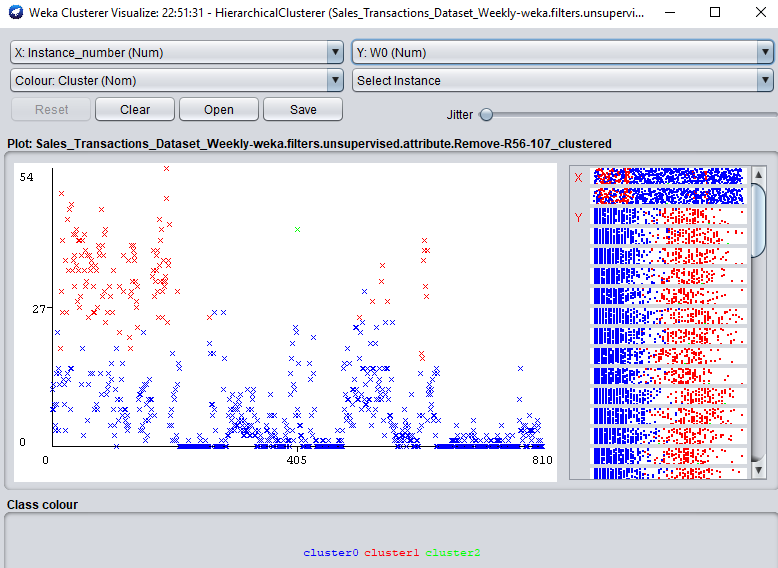 Weka Clusterer Visualize: 22:51:31 - HierarchicalClusterer (Sales_Transactions_Dataset_Weekly-weka.filters.unsupervi...
X: Instance_number (Num)
Y: W0 (Num)
Colour: Cluster (Nom)
Select Instance
Reset
Clear
Open
Save
Jitter
Plot: Sales_Transactions_Dataset_Weekly-weka.filters.unsupervised.attribute.Remove-R56-107_clustered
54
27
0
0
405
810
X
Y
Class colour
cluster0 cluster1 cluster2